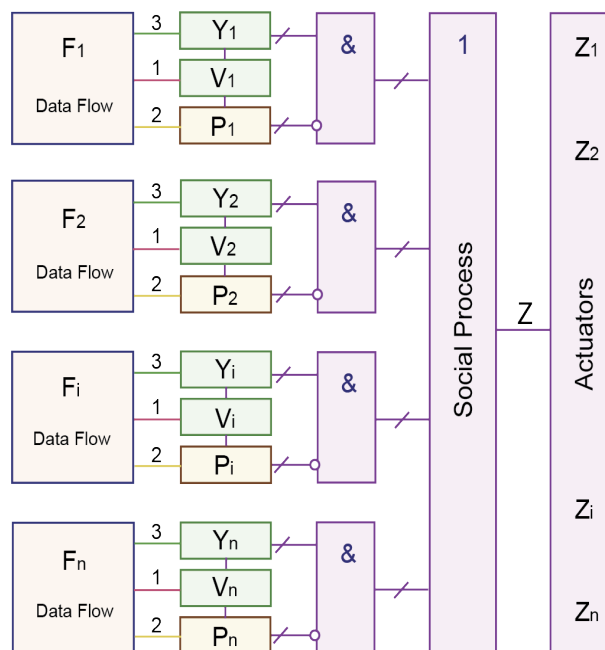 F1
Data Flow
3
1
2
Y1
V1
P1
&
F2
Data Flow
3
1
2
Y2
V2
P2
&
Fi
Data Flow
3
1
2
Yi
Vi
Pi
&
Fn
Data Flow
3
1
2
Yn
Vn
Pn
&
1
Social Process
Z
Z1
Z2
Actuators
Zi
Zn